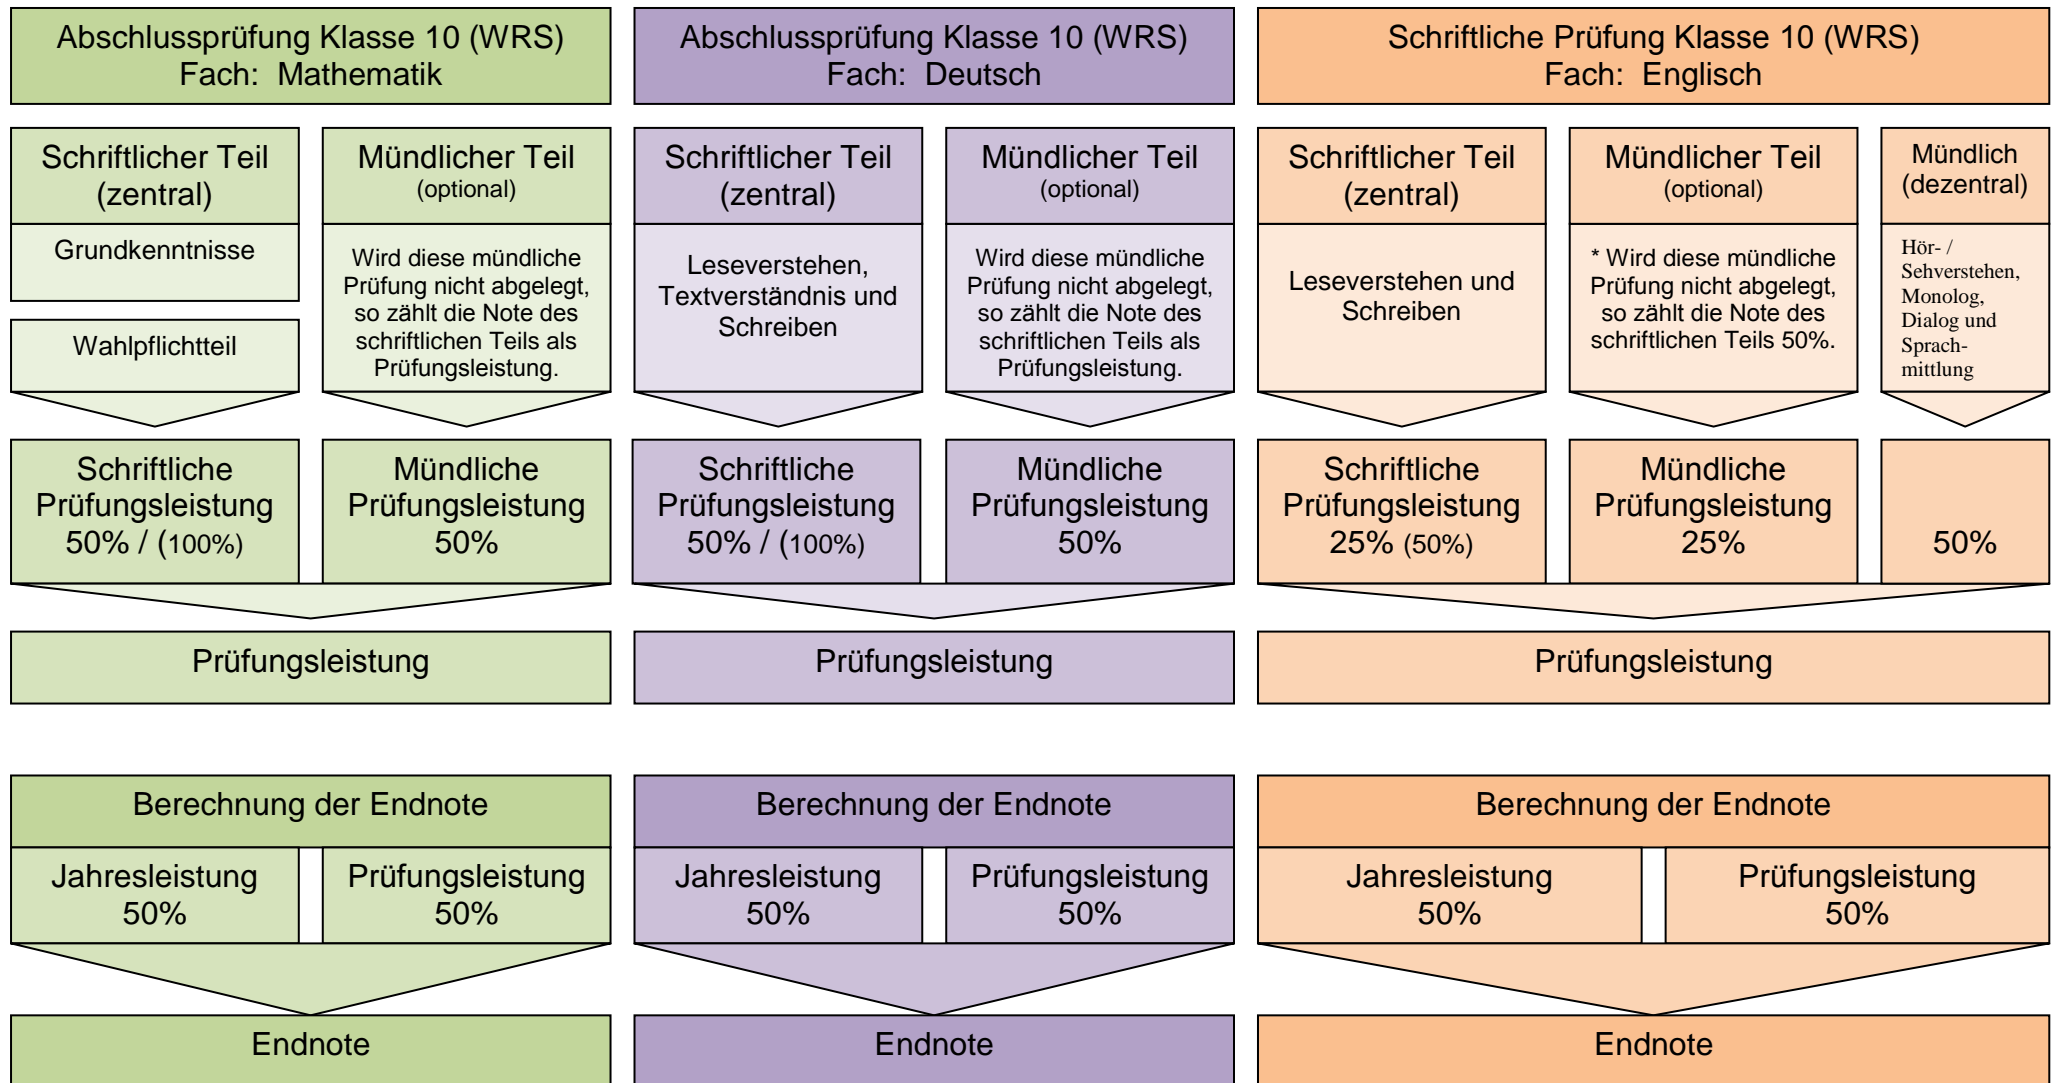 Abschlussprüfung Klasse 10 (WRS)
Fach: Mathematik
Schriftlicher Teil
(zentral)
Grundkenntnisse
Wahlpflichtteil
Mündlicher Teil
(optional)
Wird diese mündliche
Prüfung nicht abgelegt,
so zählt die Note des
schriftlichen Teils als
Prüfungsleistung.
Schriftliche
Prüfungsleistung
50% / (100%)
Mündliche
Prüfungsleistung
50%
Prüfungsleistung
Berechnung der Endnote
Jahresleistung
50%
Prüfungsleistung
50%
Endnote
Abschlussprüfung Klasse 10 (WRS)
Fach: Deutsch
Schriftlicher Teil
(zentral)
Leseverstehen,
Textverständnis und
Schreiben
Mündlicher Teil
(optional)
Wird diese mündliche
Prüfung nicht abgelegt,
so zählt die Note des
schriftlichen Teils als
Prüfungsleistung.
Schriftliche
Prüfungsleistung
50% / (100%)
Mündliche
Prüfungsleistung
50%
Prüfungsleistung
Berechnung der Endnote
Jahresleistung
50%
Prüfungsleistung
50%
Endnote
Schriftliche Prüfung Klasse 10 (WRS)
Fach: Englisch
Schriftlicher Teil
(zentral)
Leseverstehen und
Schreiben
Mündlicher Teil
(optional)
* Wird diese mündliche
Prüfung nicht abgelegt,
so zählt die Note des
schriftlichen Teils 50%.
Mündlich
(dezentral)
Hör- /
Sehverstehen,
Monolog,
Dialog und
Sprach-
mittlung
Schriftliche
Prüfungsleistung
25% (50%)
Mündliche
Prüfungsleistung
25%
50%
Prüfungsleistung
Berechnung der Endnote
Jahresleistung
50%
Prüfungsleistung
50%
Endnote